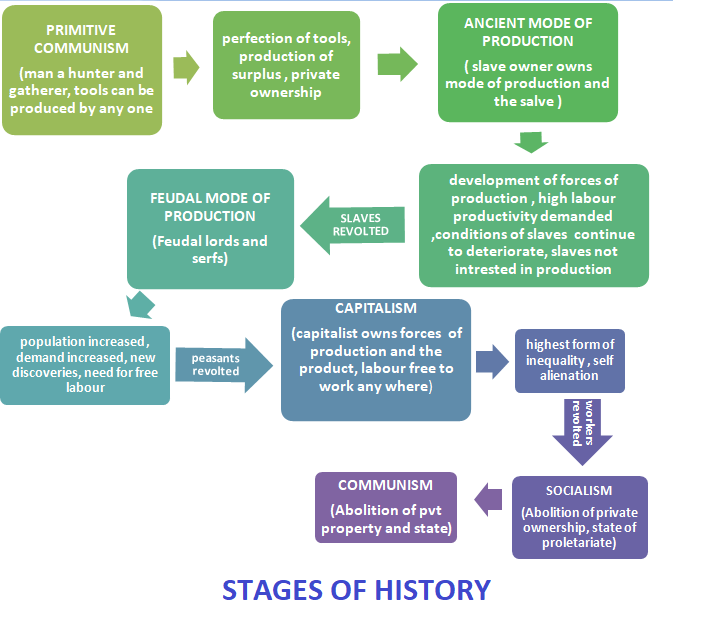 PRIMITIVE
COMMUNISM
(man a hunter and
gatherer, tools can be
produced by any one
perfection of tools,
production of
surplus , private
ownership
ANCIENT MODE OF
PRODUCTION
( slave owner owns
mode of production and
the salve )
development of forces of
production , high labour
productivity demanded
,conditions of slaves continue
to deteriorate, slaves not
intrested in production
SLAVES
REVOLTED
FEUDAL MODE OF
PRODUCTION
(Feudal lords and
serfs)
population increased ,
demand increased, new
discoveries, need for free
labour
peasants
revolted
CAPITALISM
(capitalist owns forces of
production and the
product, labour free to
work any where)
highest form of
inequality , self
alienation
workers
revolted
SOCIALISM
(Abolition of private
ownership, state of
proletariate)
COMMUNISM
(Abolition of pvt
property and state)
STAGES OF HISTORY